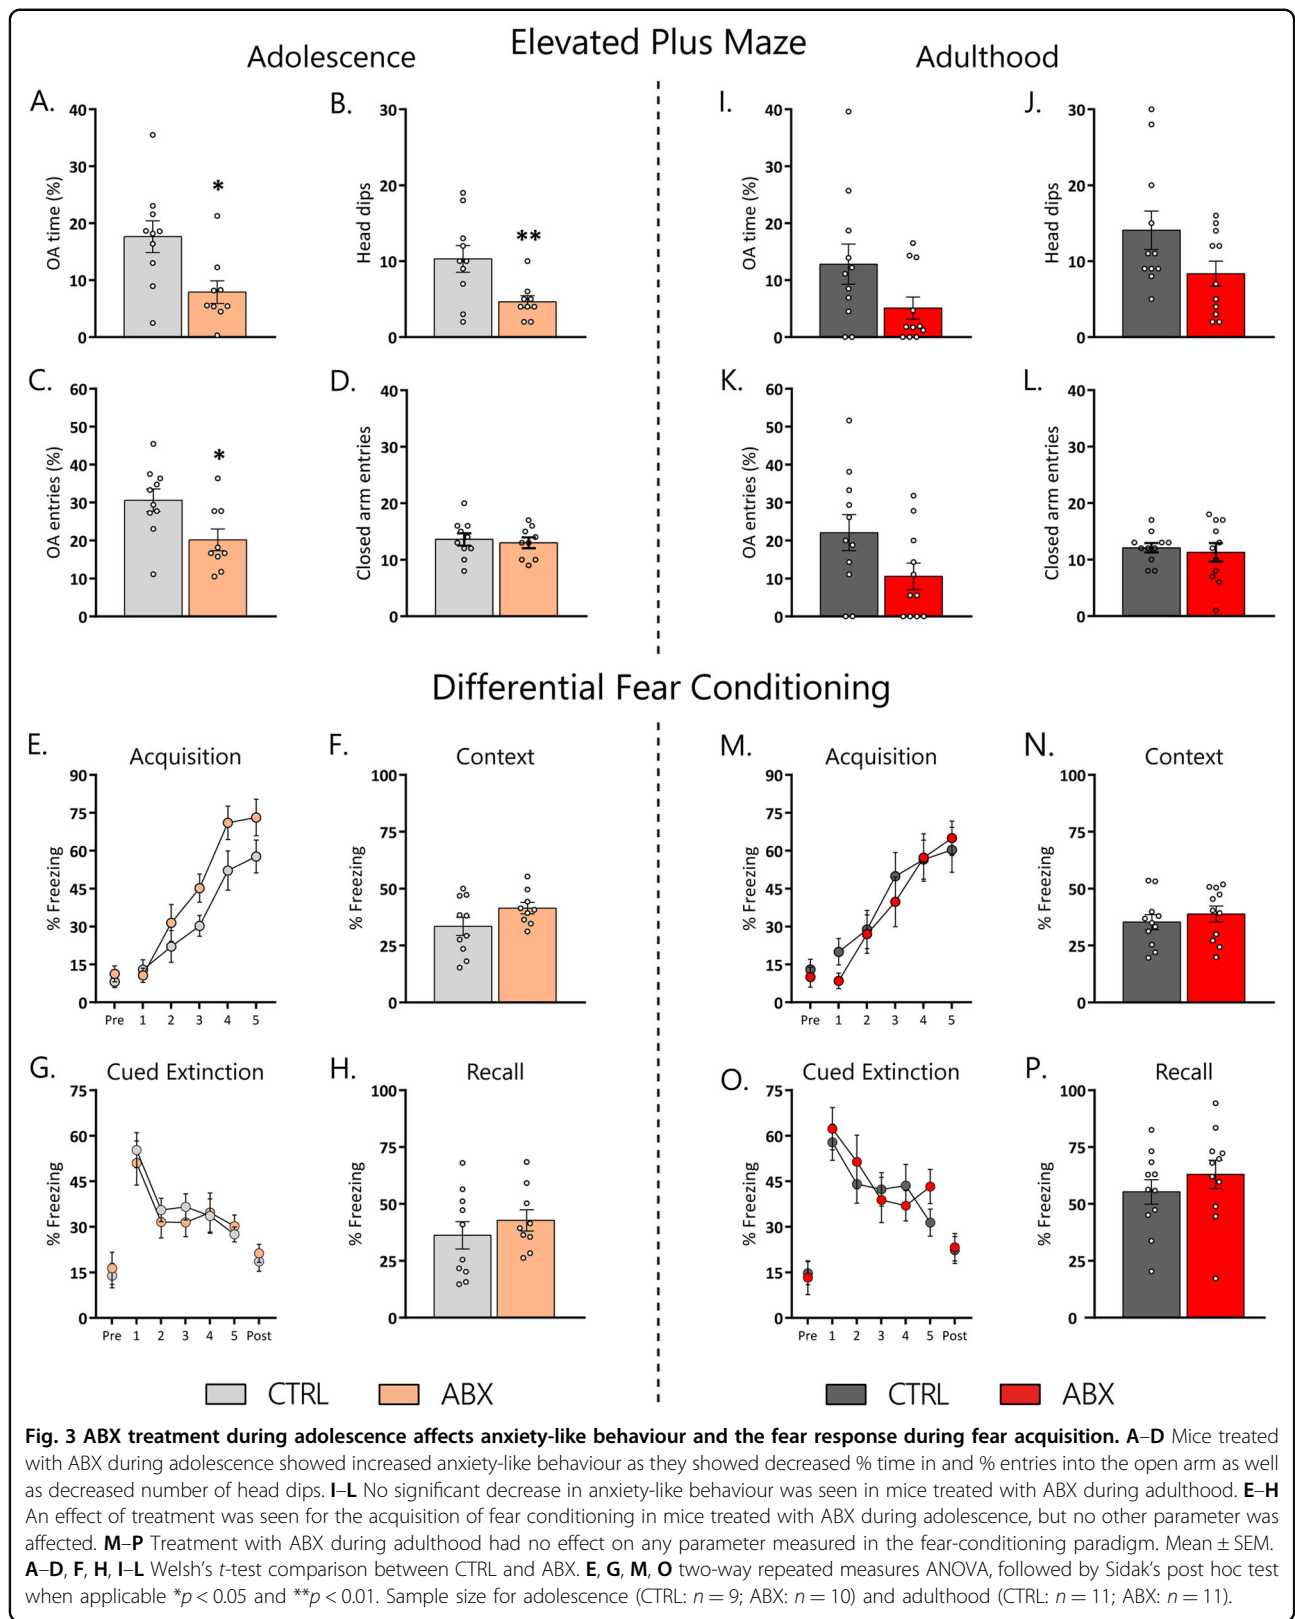 Elevated Plus Maze
Adolescence
Adulthood
A.
OA time (%)
40
30
20
10
0
*
B.
Head dips
30
20
10
0
**
I.
OA time (%)
40
30
20
10
0
J.
Head dips
30
20
10
0
C.
OA entries (%)
60
50
40
30
20
10
0
*
D.
Closed arm entries
40
30
20
10
0
K.
OA entries (%)
60
50
40
30
20
10
0
L.
Closed arm entries
40
30
20
10
0
Differential Fear Conditioning
E.
Acquisition
% Freezing
90
75
60
45
30
15
0
Pre 1 2 3 4 5
F.
Context
% Freezing
100
75
50
25
0
M.
Acquisition
% Freezing
90
75
60
45
30
15
0
Pre 1 2 3 4 5
N.
Context
% Freezing
100
75
50
25
0
G.
Cued Extinction
% Freezing
75
60
45
30
15
0
Pre 1 2 3 4 5 Post
H.
Recall
% Freezing
100
75
50
25
0
O.
Cued Extinction
% Freezing
75
60
45
30
15
0
Pre 1 2 3 4 5 Post
P.
Recall
% Freezing
100
75
50
25
0
CTRL ABX
CTRL ABX
Fig. 3 ABX treatment during adolescence affects anxiety-like behaviour and the fear response during fear acquisition. A–D Mice treated
with ABX during adolescence showed increased anxiety-like behaviour as they showed decreased % time in and % entries into the open arm as well
as decreased number of head dips. I–L No significant decrease in anxiety-like behaviour was seen in mice treated with ABX during adulthood. E–H
An effect of treatment was seen for the acquisition of fear conditioning in mice treated with ABX during adolescence, but no other parameter was
affected. M–P Treatment with ABX during adulthood had no effect on any parameter measured in the fear-conditioning paradigm. Mean ± SEM.
A–D, F, H, I–L Welsh's t-test comparison between CTRL and ABX. E, G, M, O two-way repeated measures ANOVA, followed by Sidak's post hoc test
when applicable *p < 0.05 and **p < 0.01. Sample size for adolescence (CTRL: n = 9; ABX: n = 10) and adulthood (CTRL: n = 11; ABX: n = 11).